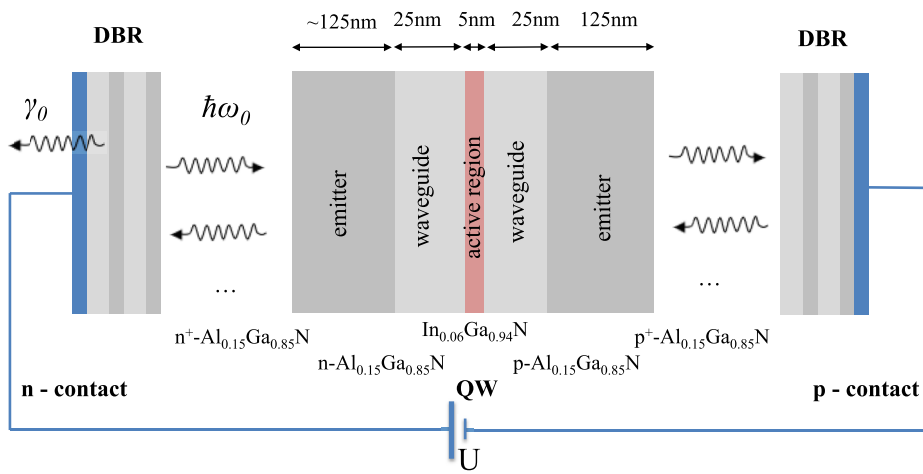 ~125nm 25nm 5nm 25nm 125nm
DBR
DBR
γ₀
ħω₀
emitter
waveguide
active region
waveguide
emitter
...
...
n⁺-Al₀.₁₅Ga₀.₈₅N
In₀.₀₆Ga₀.₉₄N
p⁺-Al₀.₁₅Ga₀.₈₅N
n-Al₀.₁₅Ga₀.₈₅N
p-Al₀.₁₅Ga₀.₈₅N
n - contact
QW
p - contact
U